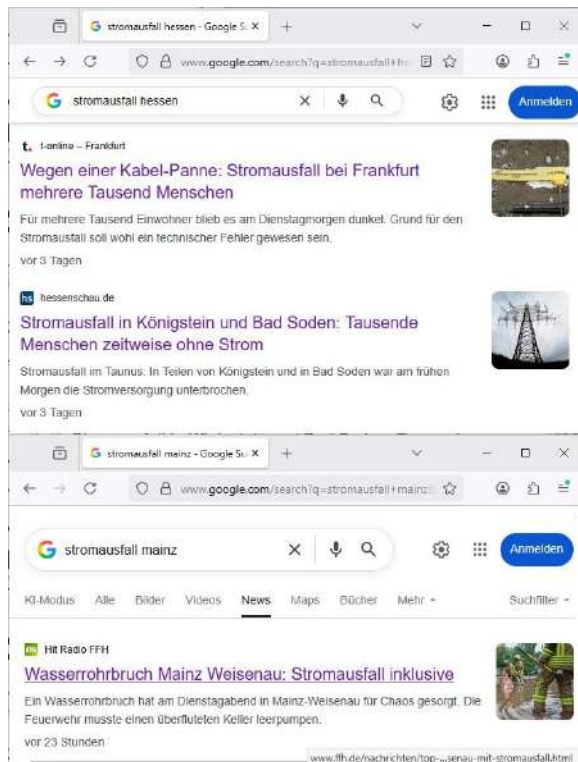 stromausfall hessen - Google Su
www.google.com/search?q=stromausfall+he
stromausfall hessen
Anmelden
t-online – Frankfurt
Wegen einer Kabel-Panne: Stromausfall bei Frankfurt
mehrere Tausend Menschen
Für mehrere Tausend Einwohner blieb es am Dienstagmorgen dunkel. Grund für den
Stromausfall soll wohl ein technischer Fehler gewesen sein.
vor 3 Tagen
hs hessenschau.de
Stromausfall in Königstein und Bad Soden: Tausende
Menschen zeitweise ohne Strom
Stromausfall im Taunus: In Teilen von Königstein und in Bad Soden war am frühen
Morgen die Stromversorgung unterbrochen.
vor 3 Tagen
stromausfall mainz - Google Su
www.google.com/search?q=stromausfall+mainz
stromausfall mainz
Anmelden
KI-Modus Alle Bilder Videos News Maps Bücher Mehr Suchfilter
Hit Radio FFH
Wasserrohrbruch Mainz Weisenau: Stromausfall inklusive
Ein Wasserrohrbruch hat am Dienstagabend in Mainz-Weisenau für Chaos gesorgt. Die
Feuerwehr musste einen überfluteten Keller leerpumpen.
vor 23 Stunden
www.ffh.de/nachrichten/top-...senau-mit-stromausfall.html